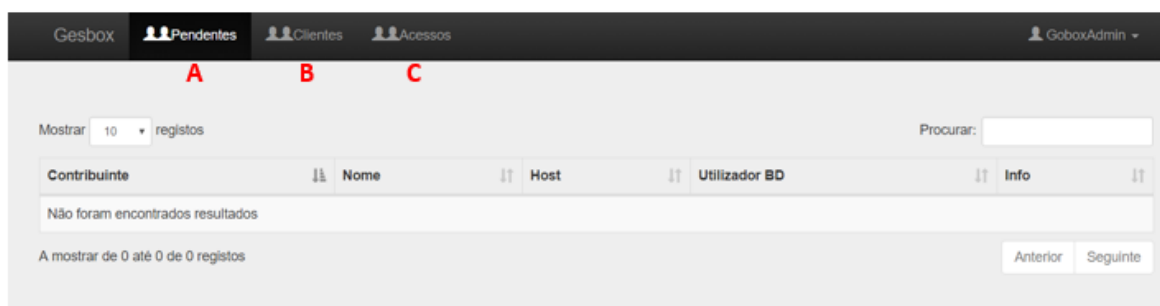 Gesbox Pendentes Clientes Acessos GoboxAdmin
A B C
Mostrar 10 registos Procurar:
Contribuinte Nome Host Utilizador BD Info
Não foram encontrados resultados
A mostrar de 0 até 0 de 0 registos Anterior Seguinte